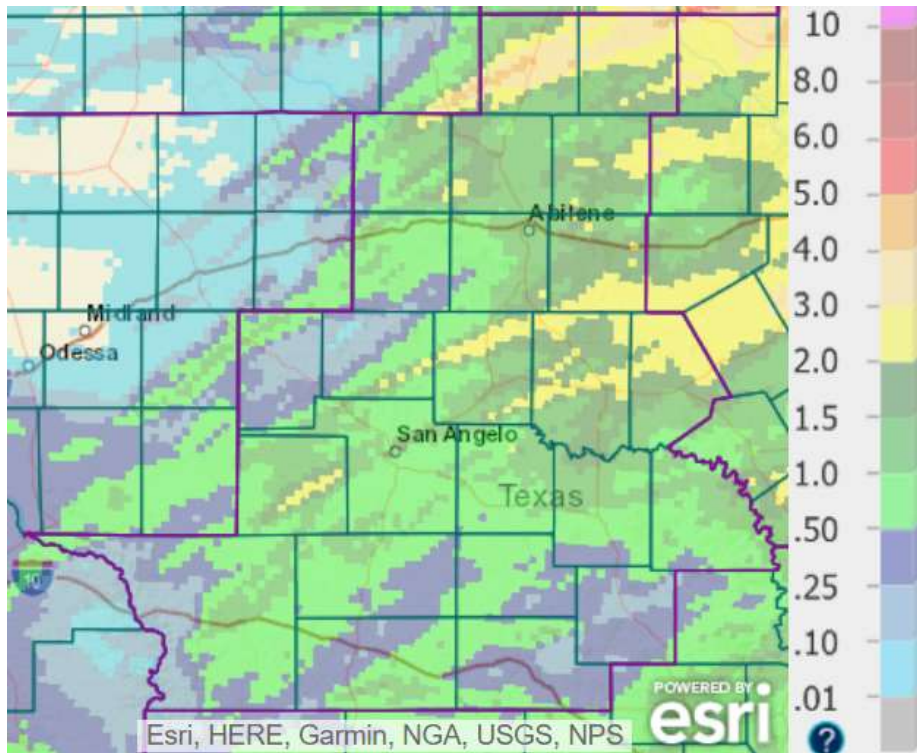 Abilene
Midland
Odessa
San Angelo
Texas
10
POWERED BY
esri
Esri, HERE, Garmin, NGA, USGS, NPS
10
8.0
6.0
5.0
4.0
3.0
2.0
1.5
1.0
.50
.25
.10
.01
?